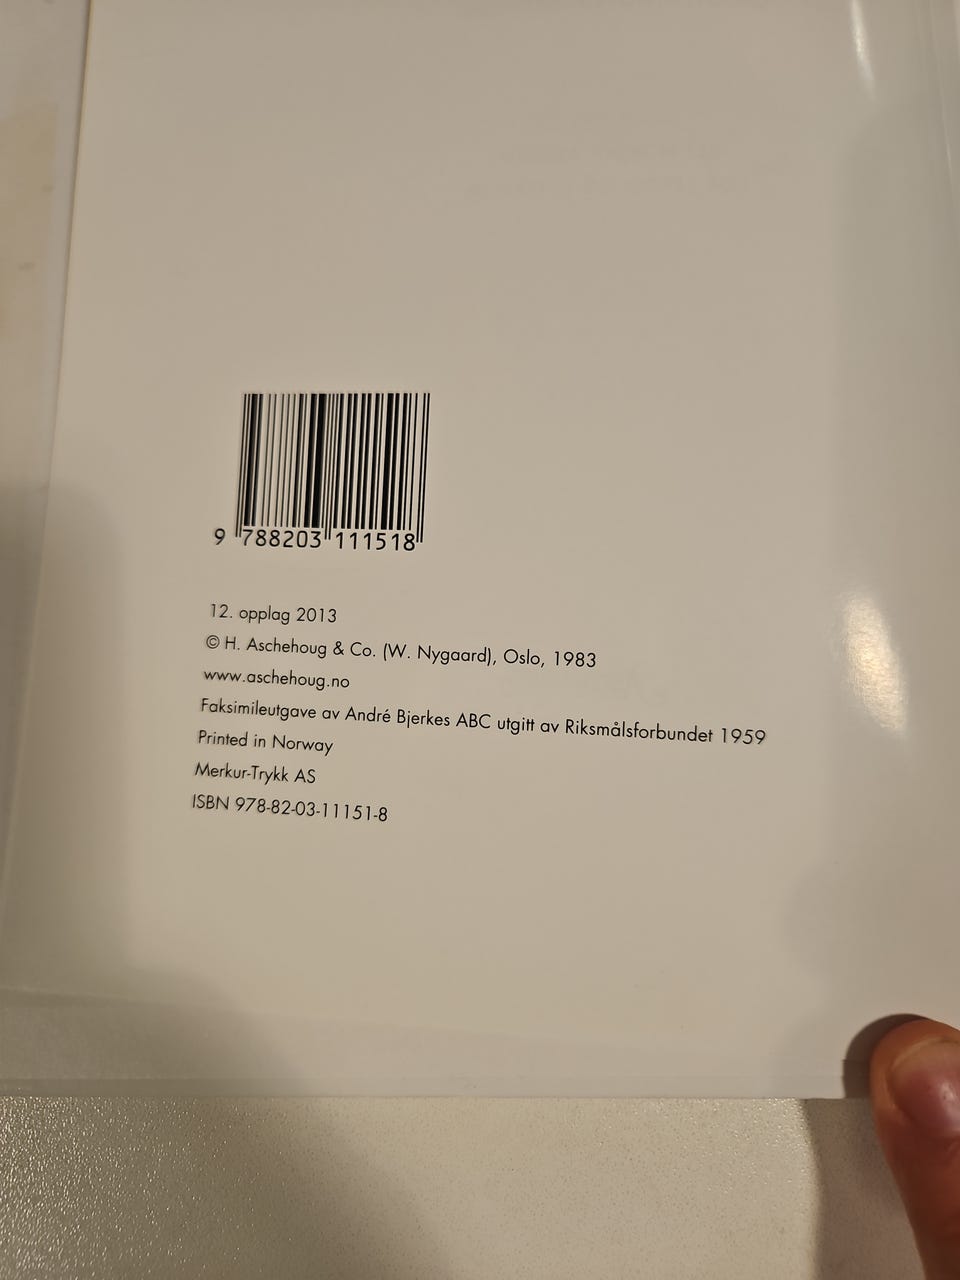 9 788203 111518
12. opplag 2013
© H. Aschehoug & Co. (W. Nygaard), Oslo, 1983
www.aschehoug.no
Faksimileutgave av André Bjerkes ABC utgitt av Riksmålsforbundet 1959
Printed in Norway
Merkur-Trykk AS
ISBN 978-82-03-11151-8